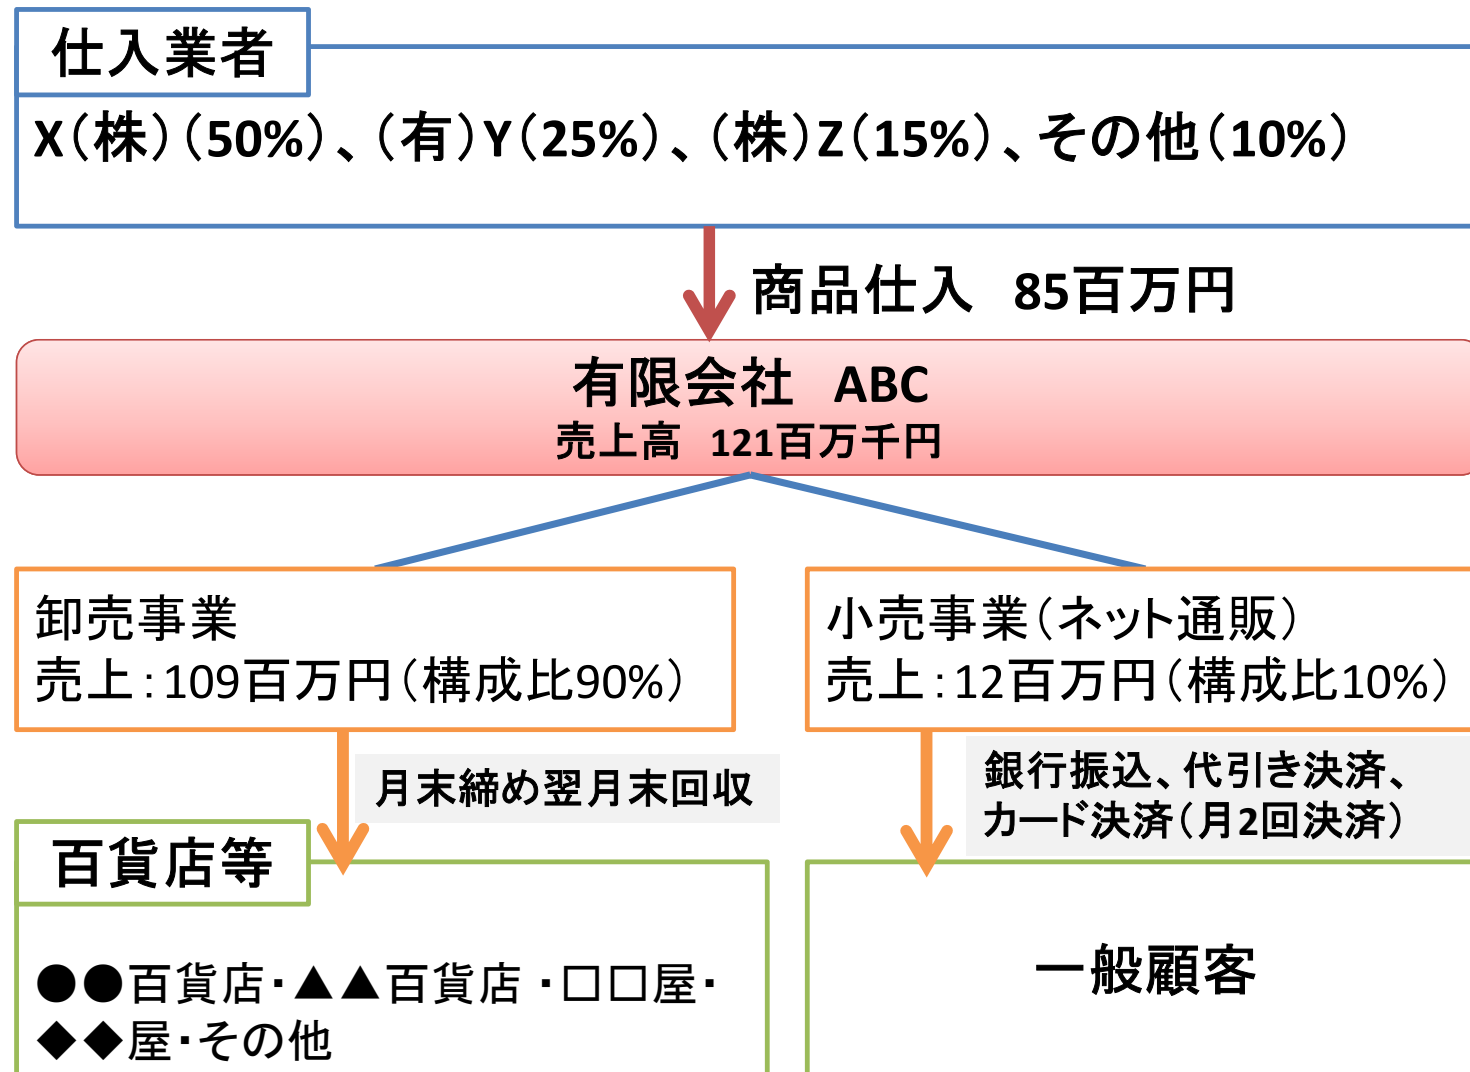 仕入業者
X（株）（50%）、（有）Y（25%）、（株）Z（15%）、その他（10%）
商品仕入　85百万円
有限会社　ABC
売上高　121百万千円
卸売事業
売上：109百万円（構成比90%）
小売事業（ネット通販）
売上：12百万円（構成比10%）
月末締め翌月末回収
銀行振込、代引き決済、
カード決済（月2回決済）
百貨店等
●●百貨店・▲▲百貨店・□□屋・
◆◆屋・その他
一般顧客